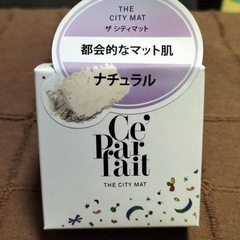 THE
CITY MAT
ザ シティマット
都会的なマット肌
ナチュラル
Ce'
Par
fait
THE CITY MAT